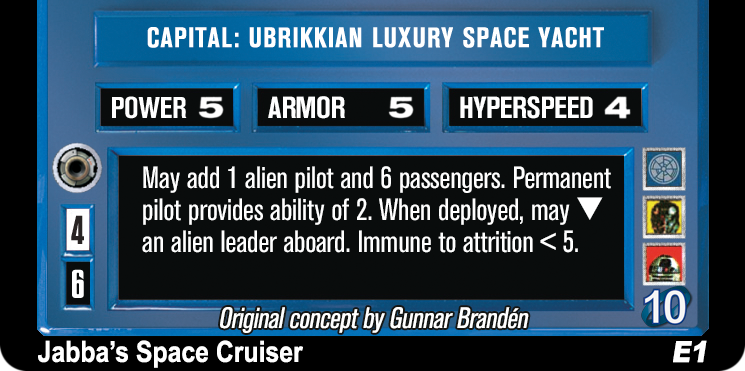 CAPITAL: UBRIKKIAN LUXURY SPACE YACHT
POWER 5 ARMOR 5 HYPERSPEED 4
May add 1 alien pilot and 6 passengers. Permanent
pilot provides ability of 2. When deployed, may ▼
an alien leader aboard. Immune to attrition < 5.
4
6
10
Original concept by Gunnar Brandén
Jabba's Space Cruiser E1